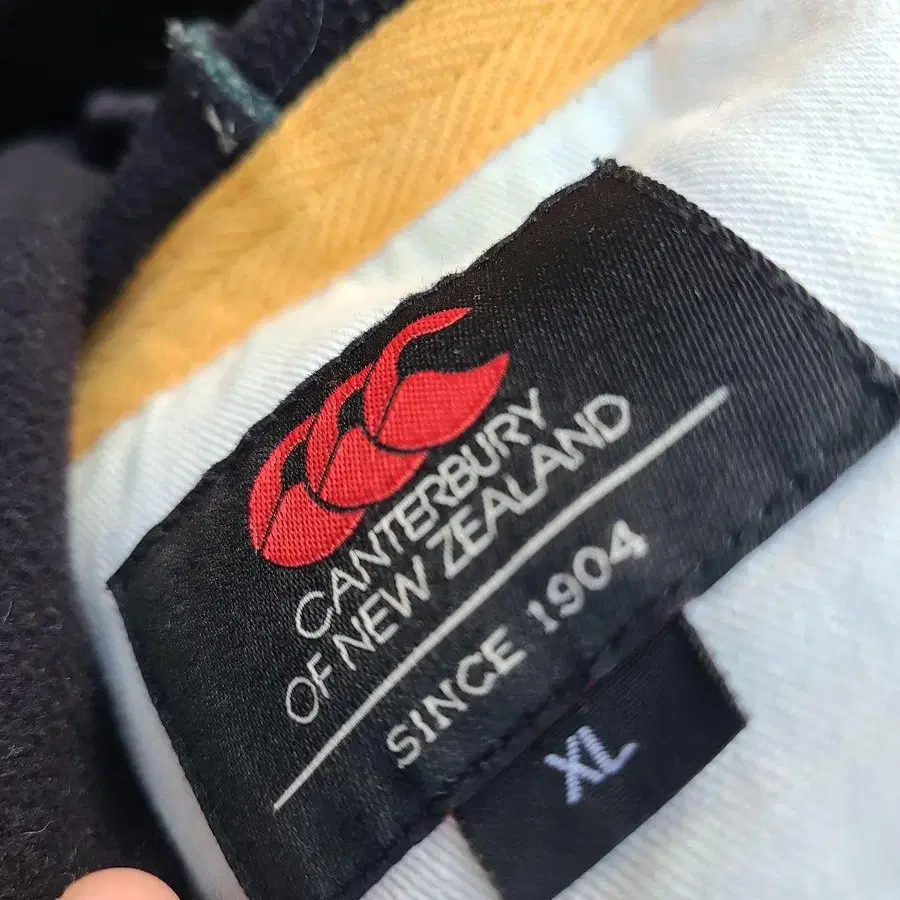 CANTERBURY
OF NEW ZEALAND
SINCE 1904
XL